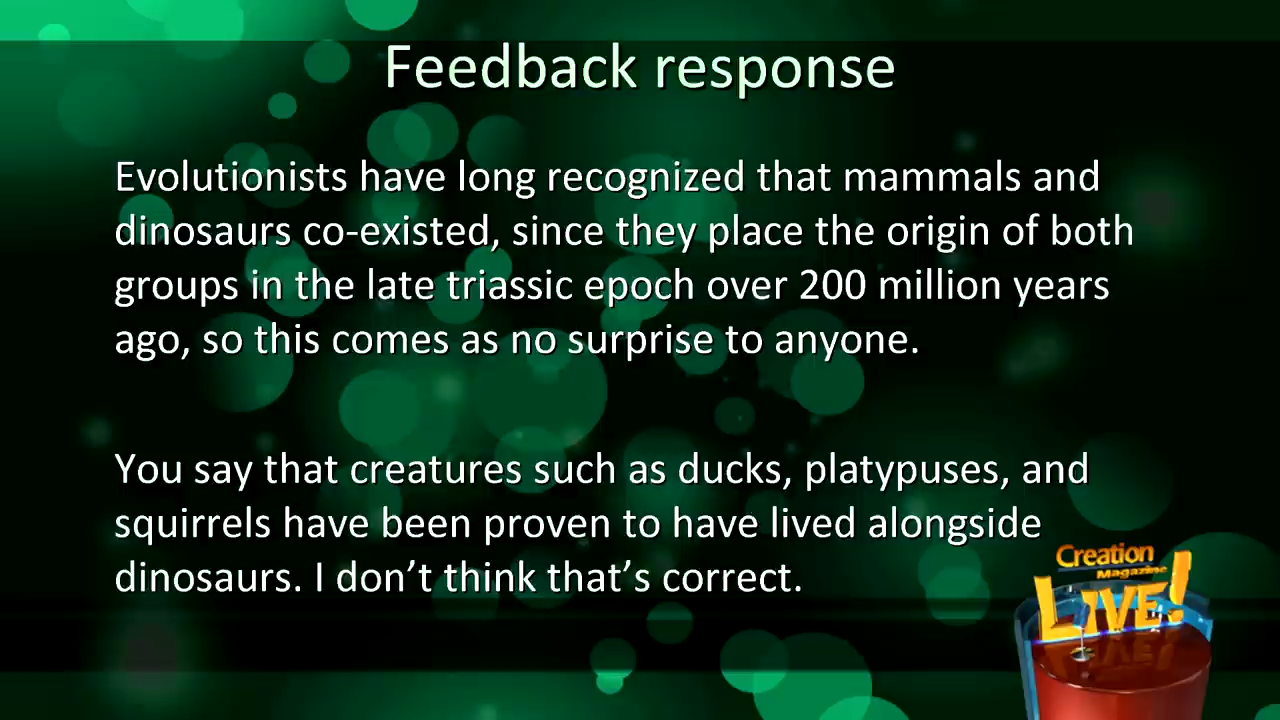 Feedback response
Evolutionists have long recognized that mammals and
dinosaurs co-existed, since they place the origin of both
groups in the late triassic epoch over 200 million years
ago, so this comes as no surprise to anyone.
You say that creatures such as ducks, platypuses, and
squirrels have been proven to have lived alongside
dinosaurs. I don’t think that’s correct.
Creation
Magazine
LIVE!